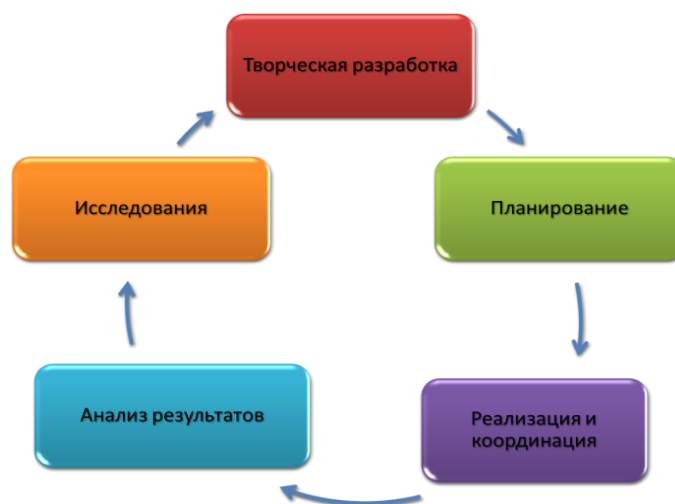 Творческая разработка
Исследования
Планирование
Анализ результатов
Реализация и
координация